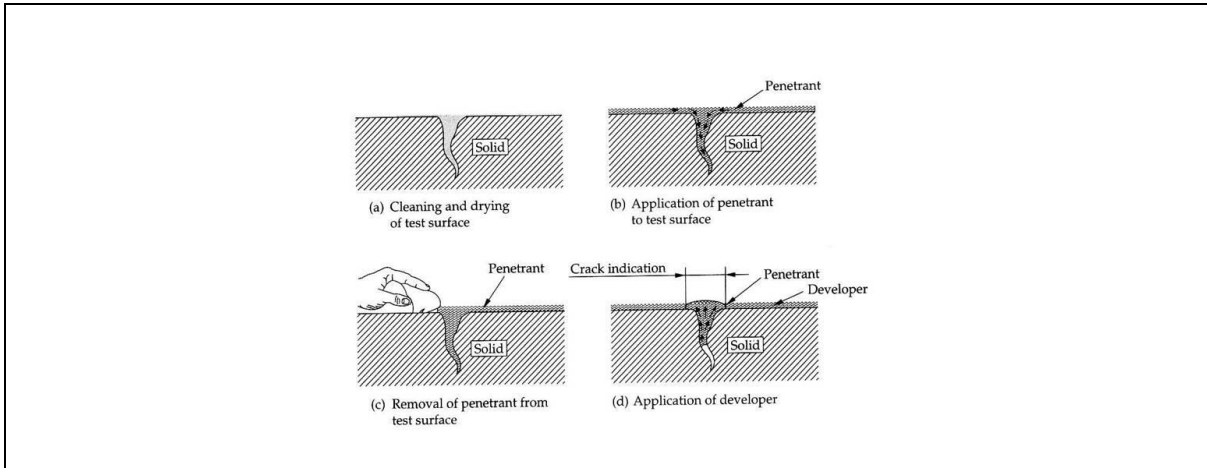 Penetrant
Solid
Solid
(a) Cleaning and drying
of test surface
(b) Application of penetrant
to test surface
Penetrant
Crack indication
Penetrant
Developer
Solid
Solid
(c) Removal of penetrant from
test surface
(d) Application of developer